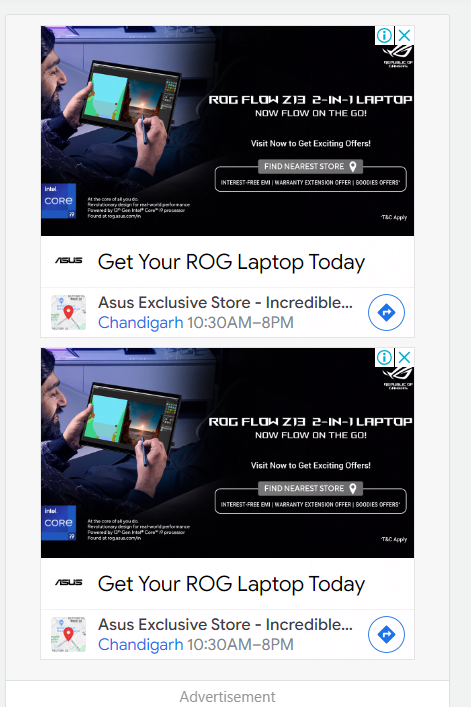 REPUBLIC OF
GAMERS
ROG FLOW Z13 2-IN-1 LAPTOP
NOW FLOW ON THE GO!
Visit Now to Get Exciting Offers!
FIND NEAREST STORE
INTEREST-FREE EMI | WARRANTY EXTENSION OFFER | GOODIES OFFERS*
intel.
CORE
i9
At the core of all you do.
Revolutionary design for real-world performance
Powered by 12th Gen Intel® Core™ i9 processor
Found at rog.asus.com/in
*T&C Apply
ASUS
Get Your ROG Laptop Today
Asus Exclusive Store - Incredible...
Chandigarh 10:30AM–8PM
REPUBLIC OF
GAMERS
ROG FLOW Z13 2-IN-1 LAPTOP
NOW FLOW ON THE GO!
Visit Now to Get Exciting Offers!
FIND NEAREST STORE
INTEREST-FREE EMI | WARRANTY EXTENSION OFFER | GOODIES OFFERS*
intel.
CORE
i9
At the core of all you do.
Revolutionary design for real-world performance
Powered by 12th Gen Intel® Core™ i9 processor
Found at rog.asus.com/in
*T&C Apply
ASUS
Get Your ROG Laptop Today
Asus Exclusive Store - Incredible...
Chandigarh 10:30AM–8PM
Advertisement